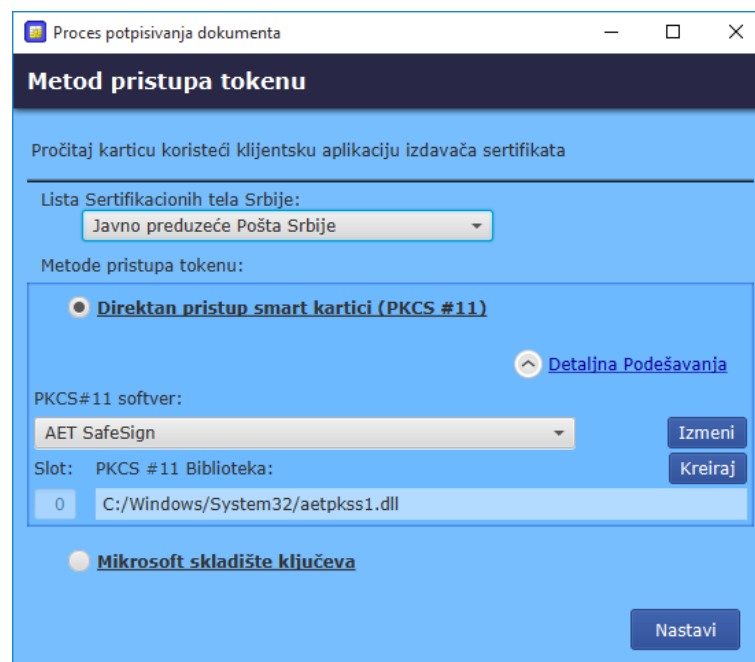 Proces potpisivanja dokumenta
Metod pristupa tokenu
Pročitaj karticu koristeći klijentsku aplikaciju izdavača sertifikata
Lista Sertifikacionih tela Srbije:
Javno preduzeće Pošta Srbije
Metode pristupa tokenu:
Direktan pristup smart kartici (PKCS #11)
Detaljna Podešavanja
PKCS#11 softver:
AET SafeSign
Izmeni
Slot: PKCS #11 Biblioteka:
Kreiraj
0 C:/Windows/System32/aetpkss1.dll
Mikrosoft skladište ključeva
Nastavi